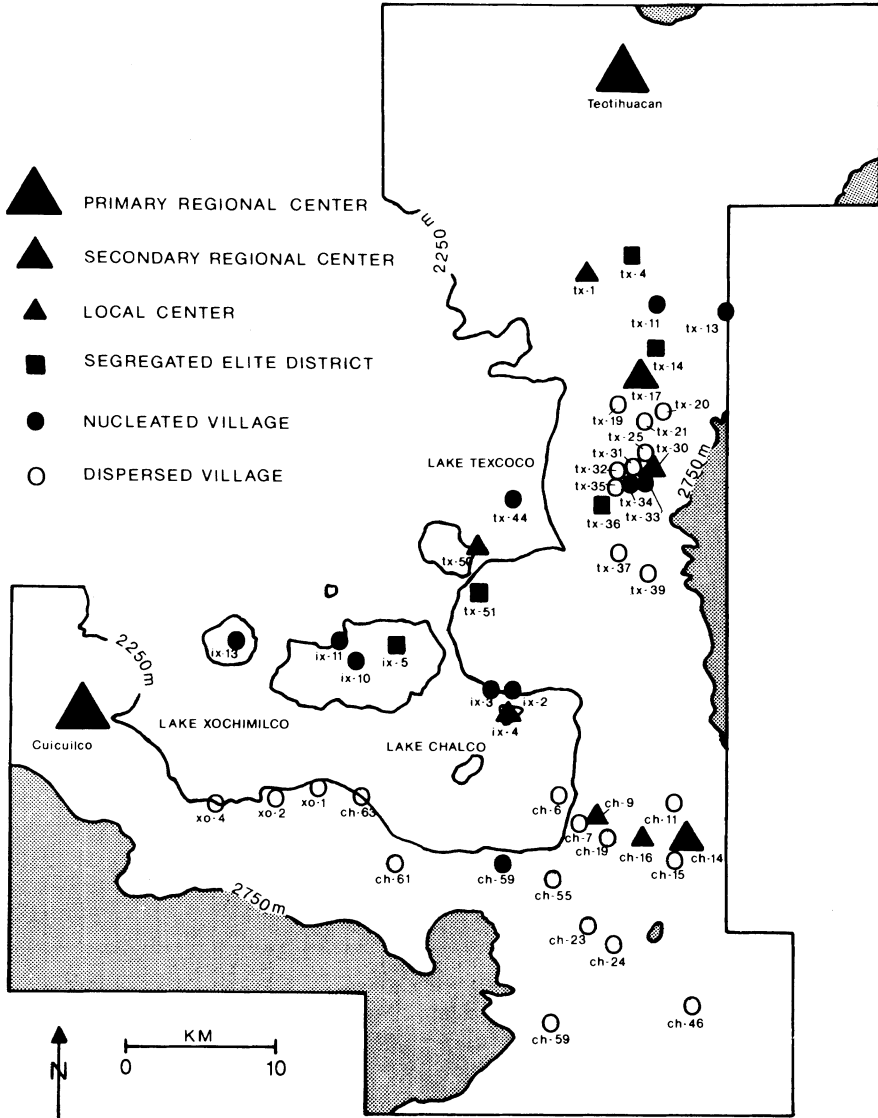 Teotihuacan
PRIMARY REGIONAL CENTER
SECONDARY REGIONAL CENTER
LOCAL CENTER
SEGREGATED ELITE DISTRICT
NUCLEATED VILLAGE
DISPERSED VILLAGE
2250m
tx-4
tx-1
tx-11
tx-13
tx-14
tx-17
tx-19
tx-20
tx-21
tx-25
tx-30
tx-31
tx-32
tx-35
tx-34
tx-33
tx-36
2750m
LAKE TEXCOCO
tx-44
tx-50
tx-37
tx-39
tx-51
2250m
ix-13
ix-11
ix-10
ix-5
ix-3
ix-2
ix-4
Cuicuilco
LAKE XOCHIMILCO
LAKE CHALCO
xo-4
xo-2
xo-1
ch-63
ch-6
ch-9
ch-11
ch-7
ch-19
ch-16
ch-14
ch-15
ch-61
ch-59
ch-55
2750m
ch-23
ch-24
ch-46
ch-59
N
KM
0 10